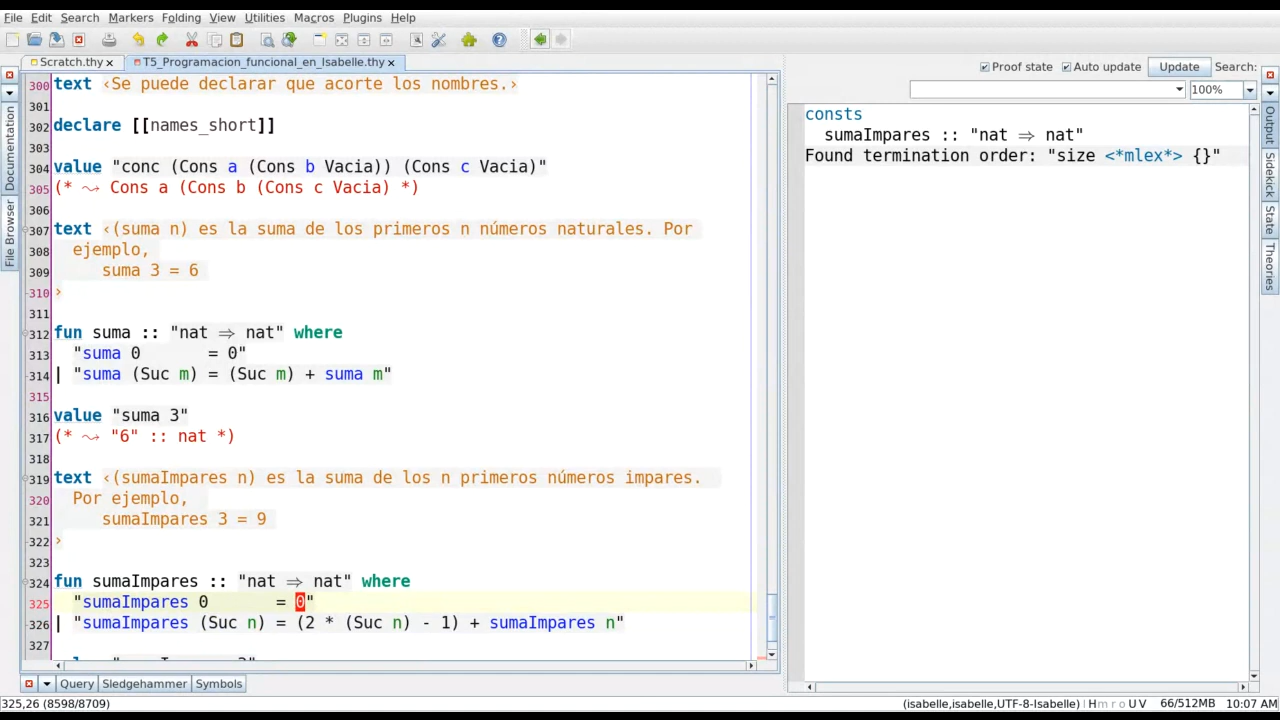 File Edit Search Markers Folding View Utilities Macros Plugins Help
Scratch.thy x T5_Programacion_funcional_en_Isabelle.thy x
Proof state Auto update Update Search:
100%
Documentation
File Browser
300 text ‹Se puede declarar que acorte los nombres.›
301
302 declare [[names_short]]
303
304 value "conc (Cons a (Cons b Vacia)) (Cons c Vacia)"
305 (* ⤳ Cons a (Cons b (Cons c Vacia) *)
306
307 text ‹(suma n) es la suma de los primeros n números naturales. Por
308 ejemplo,
309 suma 3 = 6
310 ›
311
312 fun suma :: "nat ⇒ nat" where
313 "suma 0 = 0"
314 | "suma (Suc m) = (Suc m) + suma m"
315
316 value "suma 3"
317 (* ⤳ "6" :: nat *)
318
319 text ‹(sumaImpares n) es la suma de los n primeros números impares.
320 Por ejemplo,
321 sumaImpares 3 = 9
322 ›
323
324 fun sumaImpares :: "nat ⇒ nat" where
325 "sumaImpares 0 = 0"
326 | "sumaImpares (Suc n) = (2 * (Suc n) - 1) + sumaImpares n"
327
consts
sumaImpares :: "nat ⇒ nat"
Found termination order: "size <*mlex*> {}"
Output
Sidekick
State
Theories
Query Sledgehammer Symbols
325,26 (8598/8709) (isabelle,isabelle,UTF-8-Isabelle) | H m r o U V 66/512MB 10:07 AM